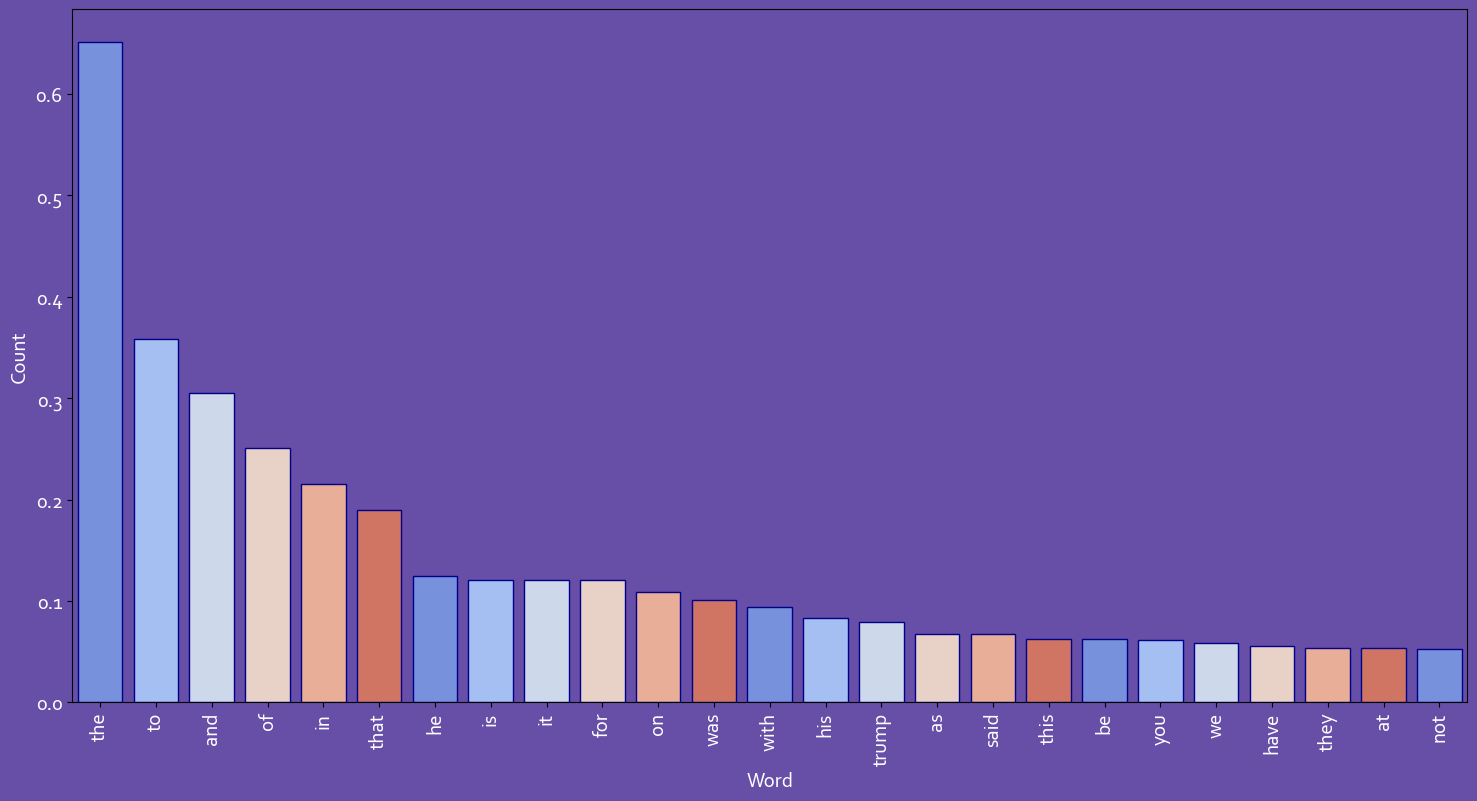 0.6
0.5
0.4
0.3
0.2
0.1
0.0
Count
the to and of in that he is it for on was with his trump as said this be you we have they at not
Word